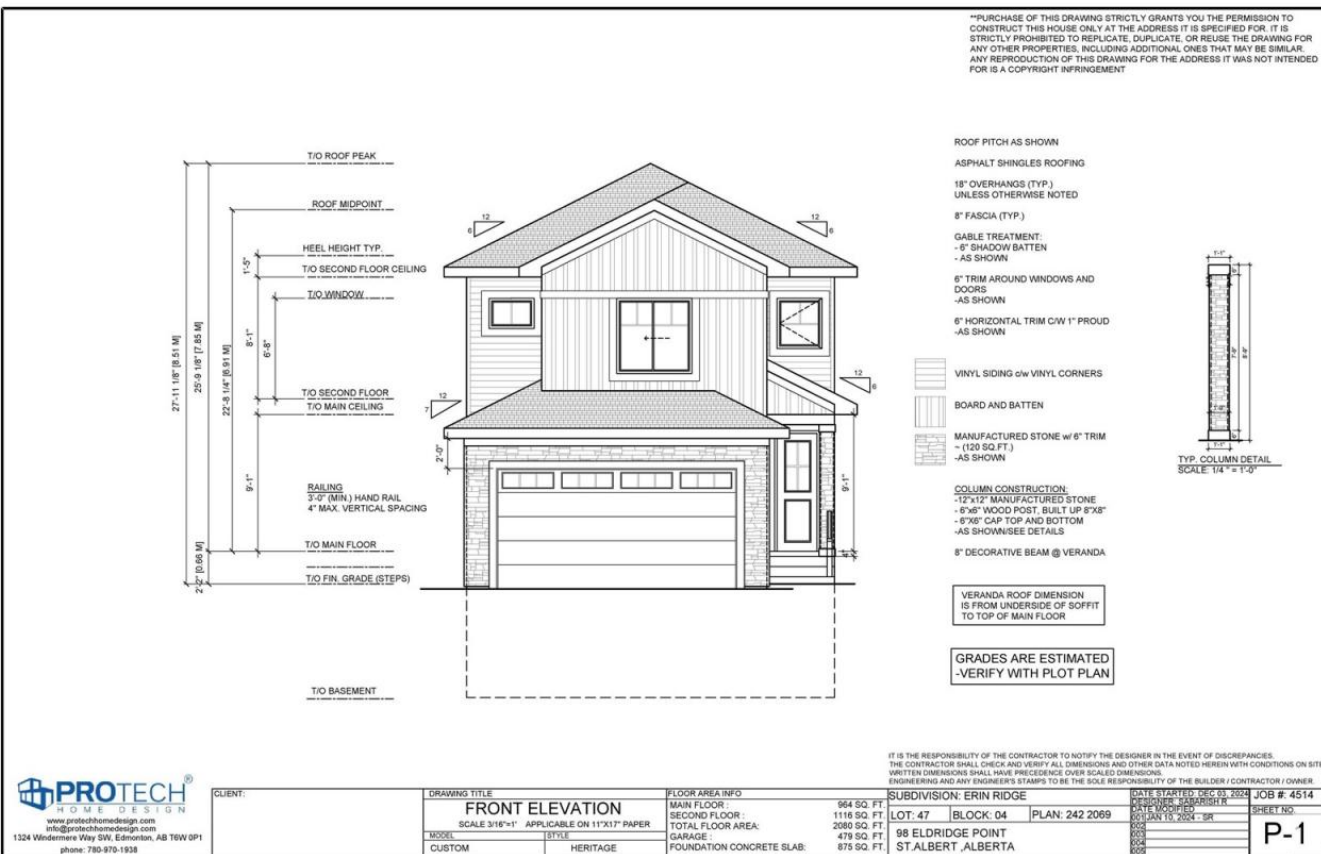 **PURCHASE OF THIS DRAWING STRICTLY GRANTS YOU THE PERMISSION TO
CONSTRUCT THIS HOUSE ONLY AT THE ADDRESS IT IS SPECIFIED FOR. IT IS
STRICTLY PROHIBITED TO REPLICATE, DUPLICATE, OR REUSE THE DRAWING FOR
ANY OTHER PROPERTIES, INCLUDING ADDITIONAL ONES THAT MAY BE SIMILAR.
ANY REPRODUCTION OF THIS DRAWING FOR THE ADDRESS IT WAS NOT INTENDED
FOR IS A COPYRIGHT INFRINGEMENT
T/O ROOF PEAK
ROOF MIDPOINT
HEEL HEIGHT TYP.
T/O SECOND FLOOR CEILING
T/O WINDOW
T/O SECOND FLOOR
T/O MAIN CEILING
RAILING
3'-0" (MIN.) HAND RAIL
4" MAX. VERTICAL SPACING
T/O MAIN FLOOR
T/O FIN. GRADE (STEPS)
T/O BASEMENT
27'-11 1/8" [8.51 M]
25'-9 1/8" [7.85 M]
22'-8 1/4" [6.91 M]
1'-5"
8'-1"
6'-8"
9'-1"
2'-2" [0.66 M]
12
6
12
6
12
7
12
6
2'-0"
9'-1"
4"
ROOF PITCH AS SHOWN
ASPHALT SHINGLES ROOFING
18" OVERHANGS (TYP.)
UNLESS OTHERWISE NOTED
8" FASCIA (TYP.)
GABLE TREATMENT:
- 6" SHADOW BATTEN
- AS SHOWN
6" TRIM AROUND WINDOWS AND
DOORS
-AS SHOWN
6" HORIZONTAL TRIM C/W 1" PROUD
-AS SHOWN
VINYL SIDING c/w VINYL CORNERS
BOARD AND BATTEN
MANUFACTURED STONE w/ 6" TRIM
~ (120 SQ.FT.)
-AS SHOWN
COLUMN CONSTRUCTION:
-12"x12" MANUFACTURED STONE
- 6"x6" WOOD POST, BUILT UP 8"X8"
- 6"X6" CAP TOP AND BOTTOM
-AS SHOWN/SEE DETAILS
8" DECORATIVE BEAM @ VERANDA
VERANDA ROOF DIMENSION
IS FROM UNDERSIDE OF SOFFIT
TO TOP OF MAIN FLOOR
GRADES ARE ESTIMATED
-VERIFY WITH PLOT PLAN
1'-1"
1'-1"
TYP. COLUMN DETAIL
SCALE: 1/4 " = 1'-0"
IT IS THE RESPONSIBILITY OF THE CONTRACTOR TO NOTIFY THE DESIGNER IN THE EVENT OF DISCREPANCIES.
THE CONTRACTOR SHALL CHECK AND VERIFY ALL DIMENSIONS AND OTHER DATA NOTED HEREIN WITH CONDITIONS ON SITE
WRITTEN DIMENSIONS SHALL HAVE PRECEDENCE OVER SCALED DIMENSIONS.
ENGINEERING AND ANY ENGINEER'S STAMPS TO BE THE SOLE RESPONSIBILITY OF THE BUILDER / CONTRACTOR / OWNER.
PROTECH®
HOME DESIGN
www.protechhomedesign.com
info@protechhomedesign.com
1324 Windermere Way SW, Edmonton, AB T6W 0P1
phone: 780-970-1938
CLIENT:
DRAWING TITLE
FRONT ELEVATION
SCALE 3/16"=1' APPLICABLE ON 11"X17" PAPER
MODEL
CUSTOM
STYLE
HERITAGE
FLOOR AREA INFO
MAIN FLOOR : 964 SQ. FT.
SECOND FLOOR : 1116 SQ. FT.
TOTAL FLOOR AREA: 2080 SQ. FT.
GARAGE : 479 SQ. FT.
FOUNDATION CONCRETE SLAB: 875 SQ. FT.
SUBDIVISION: ERIN RIDGE
LOT: 47 BLOCK: 04 PLAN: 242 2069
98 ELDRIDGE POINT
ST.ALBERT ,ALBERTA
DATE STARTED: DEC 03, 2024
DESIGNER: SABARISH R
DATE MODIFIED
001 JAN 10, 2024 - SR
002
003
004
005
JOB #: 4514
SHEET NO.
P-1